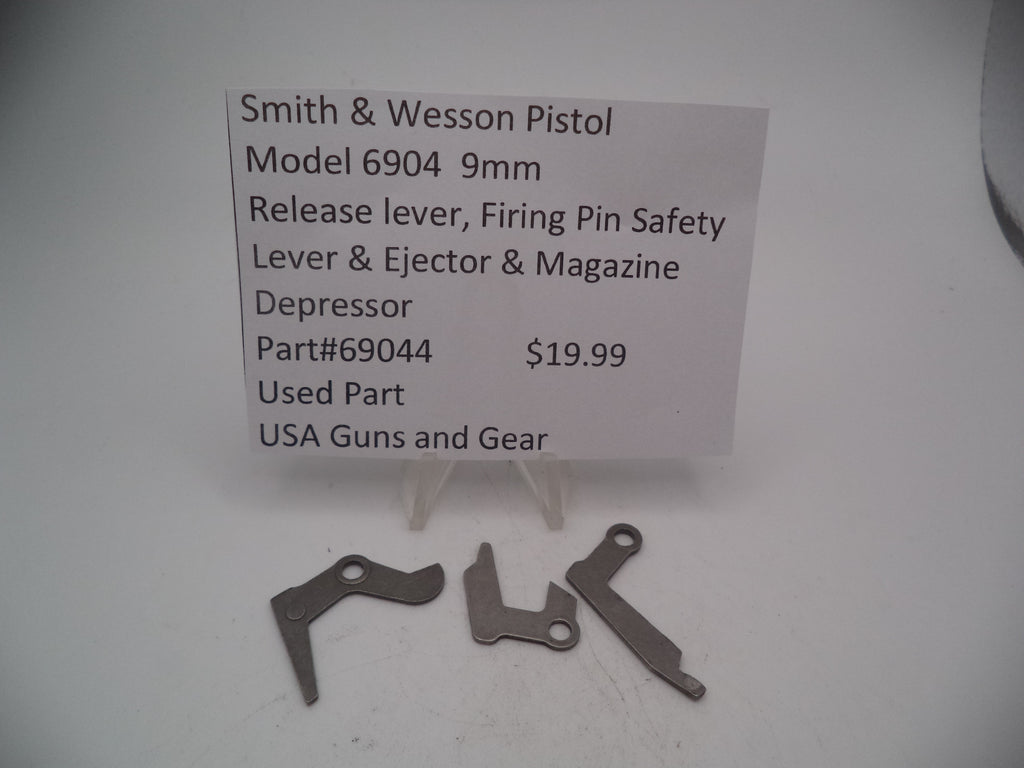 Smith & Wesson Pistol
Model 6904 9mm
Release lever, Firing Pin Safety
Lever & Ejector & Magazine
Depressor
Part#69044 $19.99
Used Part
USA Guns and Gear